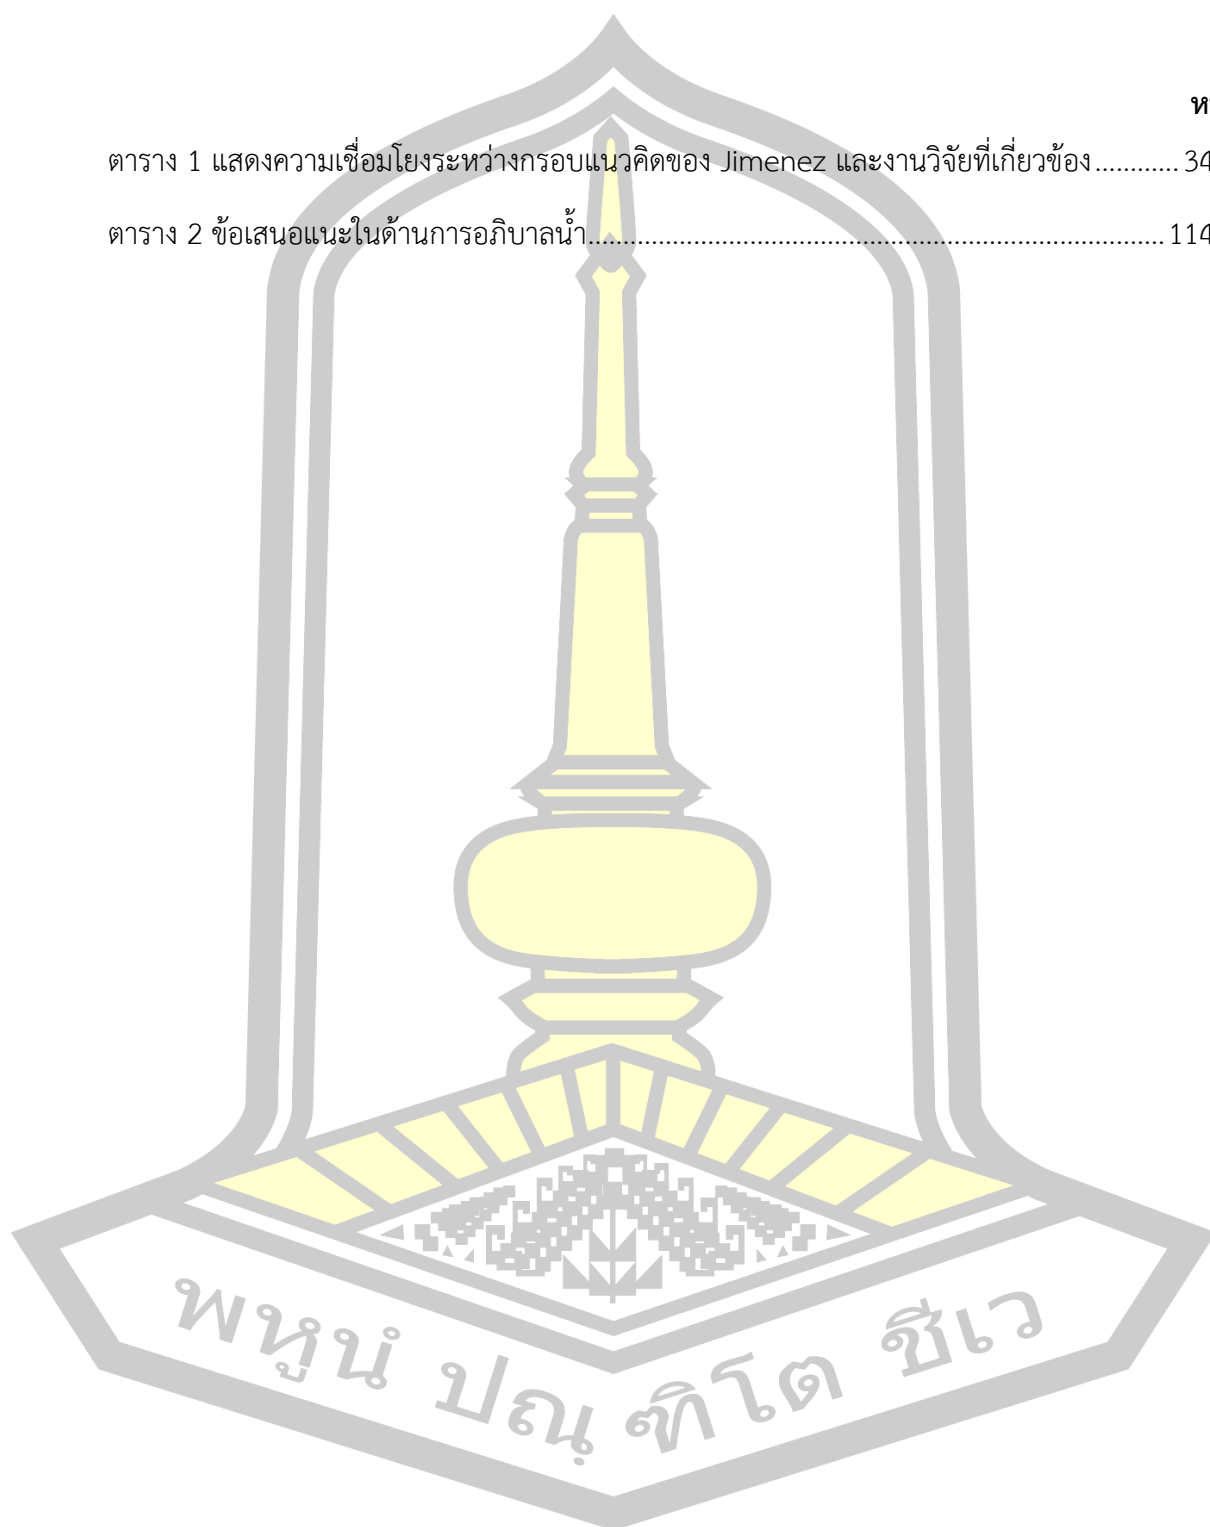 ตาราง 1 แสดงความเชื่อมโยงระหว่างกรอบแนวคิดของ Jimenez และงานวิจัยที่เกี่ยวข้อง............ 34
ตาราง 2 ข้อเสนอแนะในด้านการอภิบาลน้ำ.................................................................................. 114
พหูนํ ปณฺฑิโต ชีเว